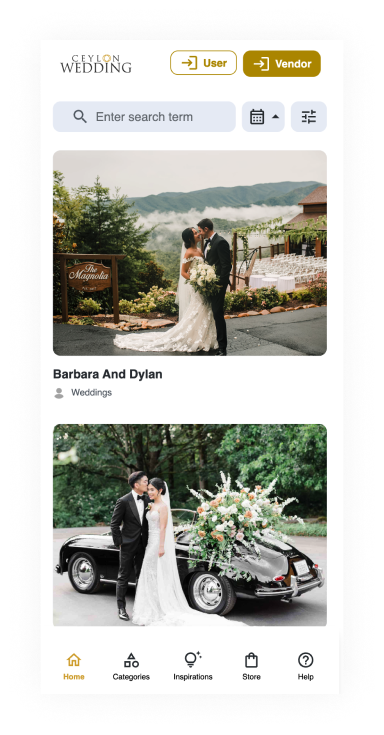 CEYLON
WEDDING
User
Vendor
Enter search term
The
Magnolia
Barbara And Dylan
Weddings
Home
Categories
Inspirations
Store
Help